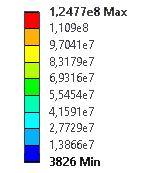 1,2477e8 Max
1,109e8
9,7041e7
8,3179e7
6,9316e7
5,5454e7
4,1591e7
2,7729e7
1,3866e7
3826 Min